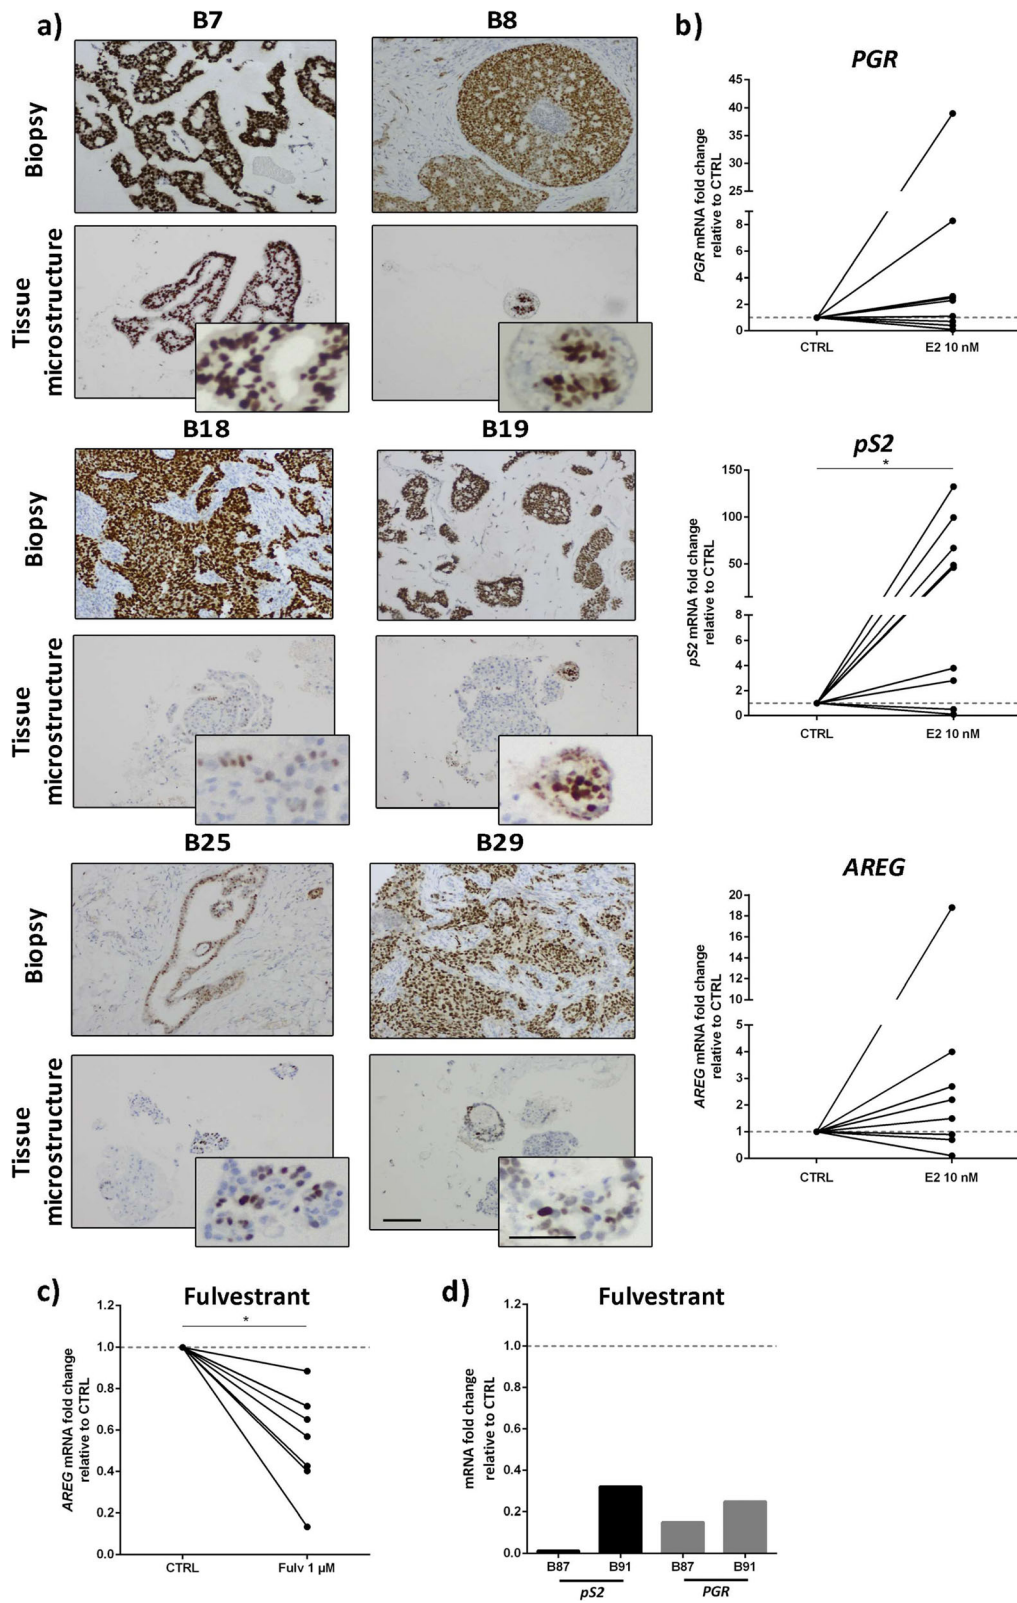 a)
B7
B8
Biopsy
Tissue
microstructure
B18
B19
Biopsy
Tissue
microstructure
B25
B29
Biopsy
Tissue
microstructure
b)
PGR
PGR mRNA fold change
relative to CTRL
45
40
35
30
25
8
6
4
2
1
0
CTRL
E2 10 nM
pS2
*
pS2 mRNA fold change
relative to CTRL
150
100
50
8
6
4
2
1
0
CTRL
E2 10 nM
AREG
AREG mRNA fold change
relative to CTRL
20
18
16
14
12
10
5
4
3
2
1
0
CTRL
E2 10 nM
c)
Fulvestrant
*
AREG mRNA fold change
relative to CTRL
1.2
1.0
0.8
0.6
0.4
0.2
0.0
CTRL
Fulv 1 µM
d)
Fulvestrant
mRNA fold change
relative to CTRL
1.2
1.0
0.8
0.6
0.4
0.2
0.0
B87
B91
B87
B91
pS2
PGR